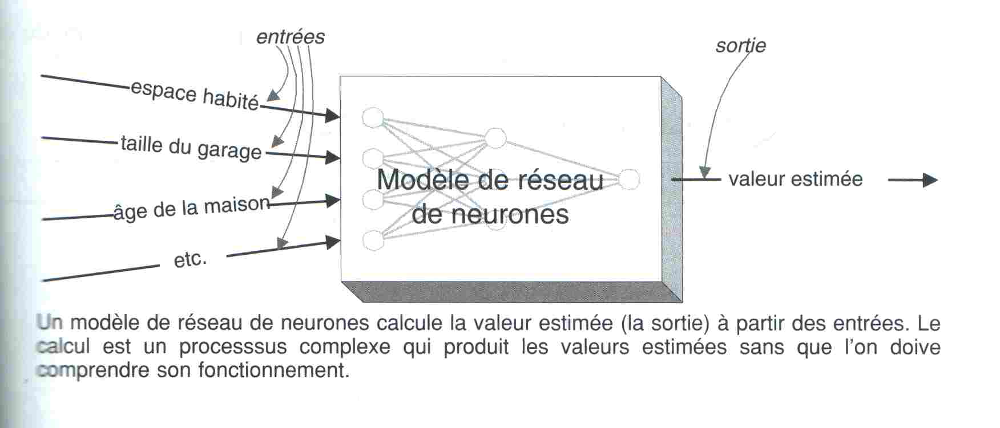 entrées
sortie
espace habité
taille du garage
âge de la maison
etc.
Modèle de réseau
de neurones
valeur estimée
Un modèle de réseau de neurones calcule la valeur estimée (la sortie) à partir des entrées. Le
calcul est un processsus complexe qui produit les valeurs estimées sans que l'on doive
comprendre son fonctionnement.